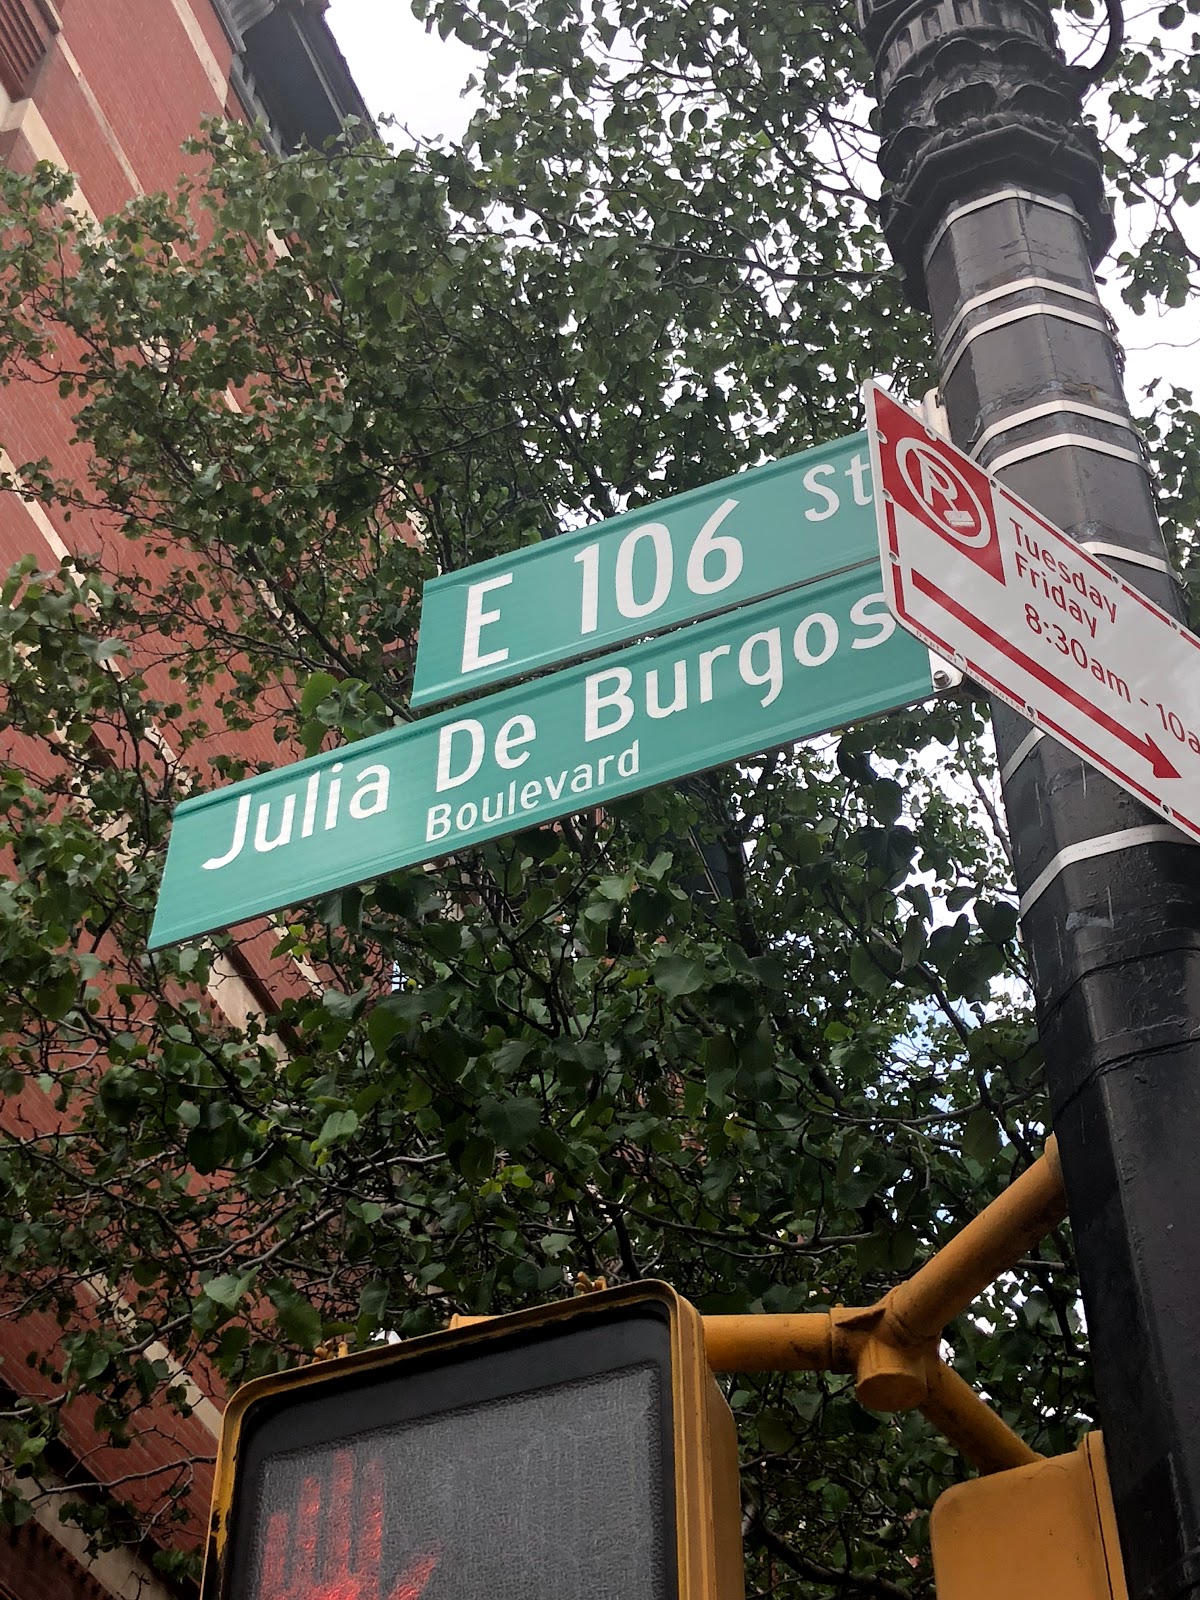 E 106 St
Julia De Burgos
Boulevard
Tuesday
Friday
8:30am - 10a